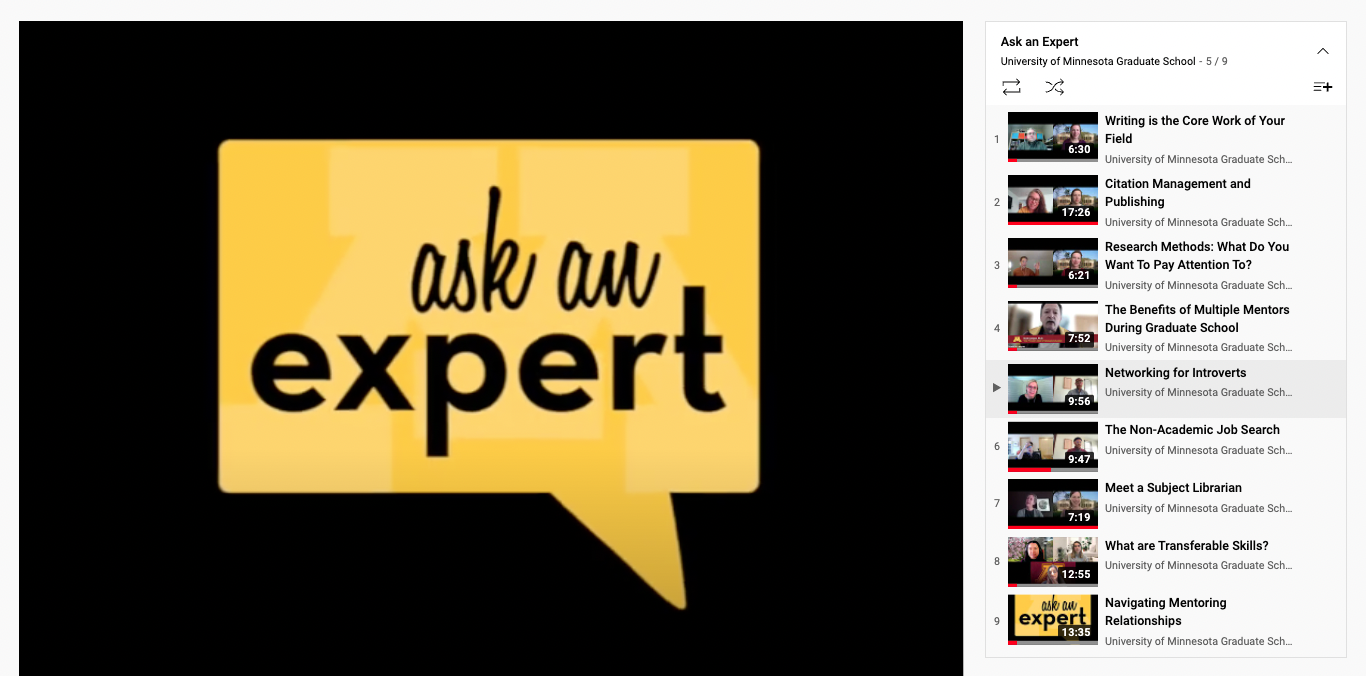 ask an
expert
Ask an Expert
University of Minnesota Graduate School - 5 / 9
1
6:30
Writing is the Core Work of Your
Field
University of Minnesota Graduate Sch...
2
17:26
Citation Management and
Publishing
University of Minnesota Graduate Sch...
3
6:21
Research Methods: What Do You
Want To Pay Attention To?
University of Minnesota Graduate Sch...
4
7:52
The Benefits of Multiple Mentors
During Graduate School
University of Minnesota Graduate Sch...
9:56
Networking for Introverts
University of Minnesota Graduate Sch...
6
9:47
The Non-Academic Job Search
University of Minnesota Graduate Sch...
7
7:19
Meet a Subject Librarian
University of Minnesota Graduate Sch...
8
12:55
What are Transferable Skills?
University of Minnesota Graduate Sch...
9
ask an
expert
13:35
Navigating Mentoring
Relationships
University of Minnesota Graduate Sch...